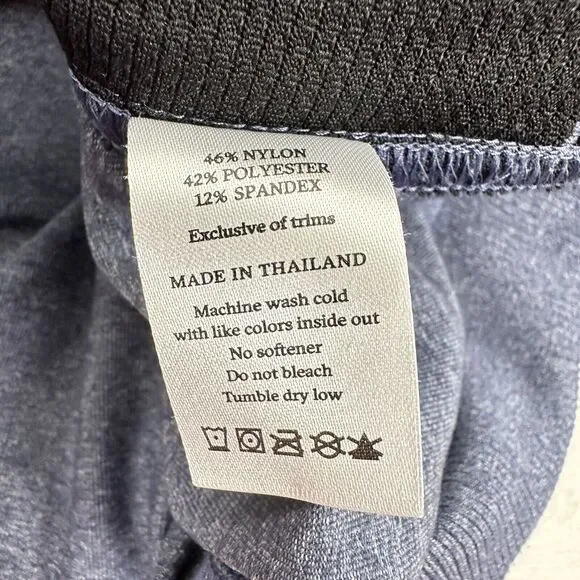 46% NYLON
42% POLYESTER
12% SPANDEX
Exclusive of trims
MADE IN THAILAND
Machine wash cold
with like colors inside out
No softener
Do not bleach
Tumble dry low